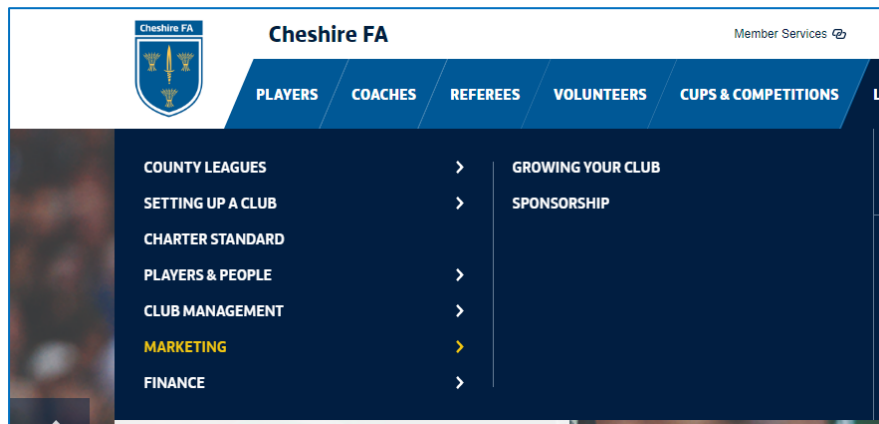 Cheshire FA
Cheshire FA
Member Services
PLAYERS
COACHES
REFEREES
VOLUNTEERS
CUPS & COMPETITIONS
L
COUNTY LEAGUES
SETTING UP A CLUB
CHARTER STANDARD
PLAYERS & PEOPLE
CLUB MANAGEMENT
MARKETING
FINANCE
GROWING YOUR CLUB
SPONSORSHIP